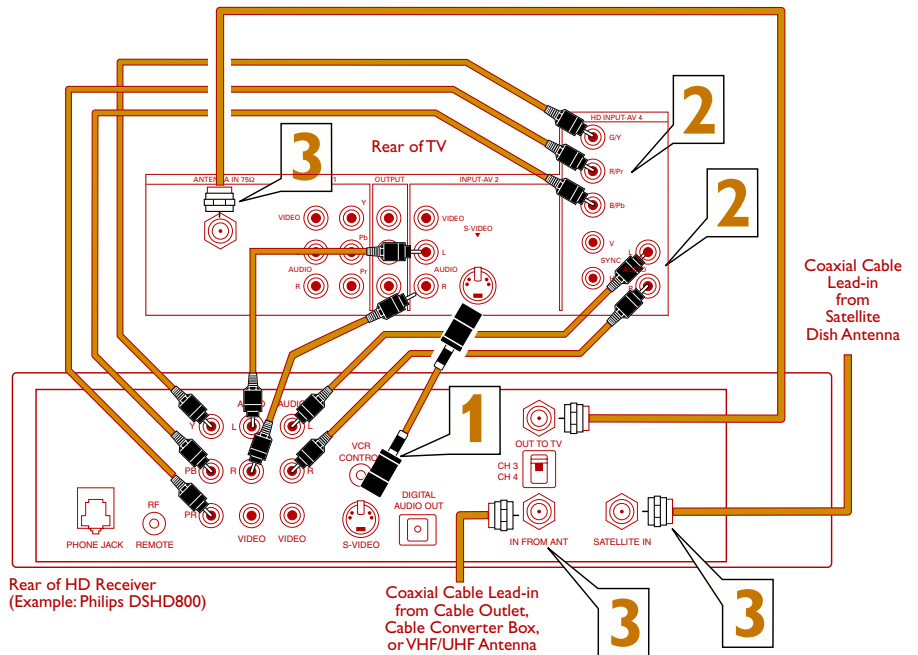 HD INPUT-AV 4
2
G/Y
Rear of TV
R/Pr
3
ANTENNA IN 75Ω
1
OUTPUT
INPUT-AV 2
B/Pb
2
Y
VIDEO
VIDEO
S-VIDEO
V
Pb
L
SYNC
L
AUDIO
Pr
AUDIO
H
R
R
R
Coaxial Cable
Lead-in
from
Satellite
Dish Antenna
1
AUDIO
AUDIO
Y
L
L
VCR
CONTROL
OUT TO TV
PB
R
R
CH 3
CH 4
DIGITAL
AUDIO OUT
RF
PR
PHONE JACK
REMOTE
VIDEO
VIDEO
S-VIDEO
IN FROM ANT
SATELLITE IN
Rear of HD Receiver
(Example: Philips DSHD800)
Coaxial Cable Lead-in
from Cable Outlet,
Cable Converter Box,
or VHF/UHF Antenna
3
3